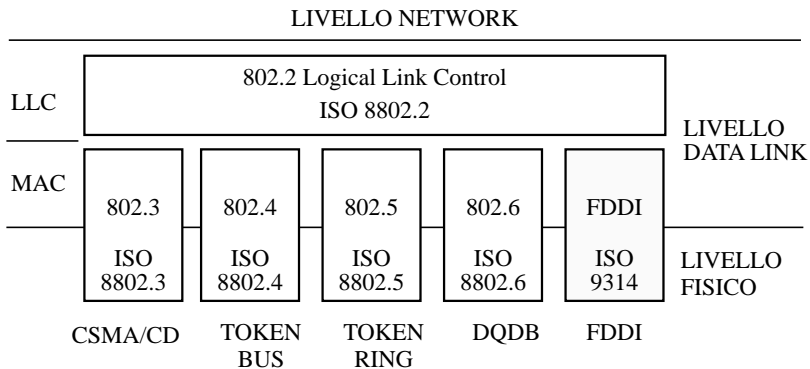 LIVELLO NETWORK
LLC
802.2 Logical Link Control
ISO 8802.2
LIVELLO
DATA LINK
MAC
802.3
802.4
802.5
802.6
FDDI
ISO
8802.3
ISO
8802.4
ISO
8802.5
ISO
8802.6
ISO
9314
LIVELLO
FISICO
CSMA/CD
TOKEN
BUS
TOKEN
RING
DQDB
FDDI